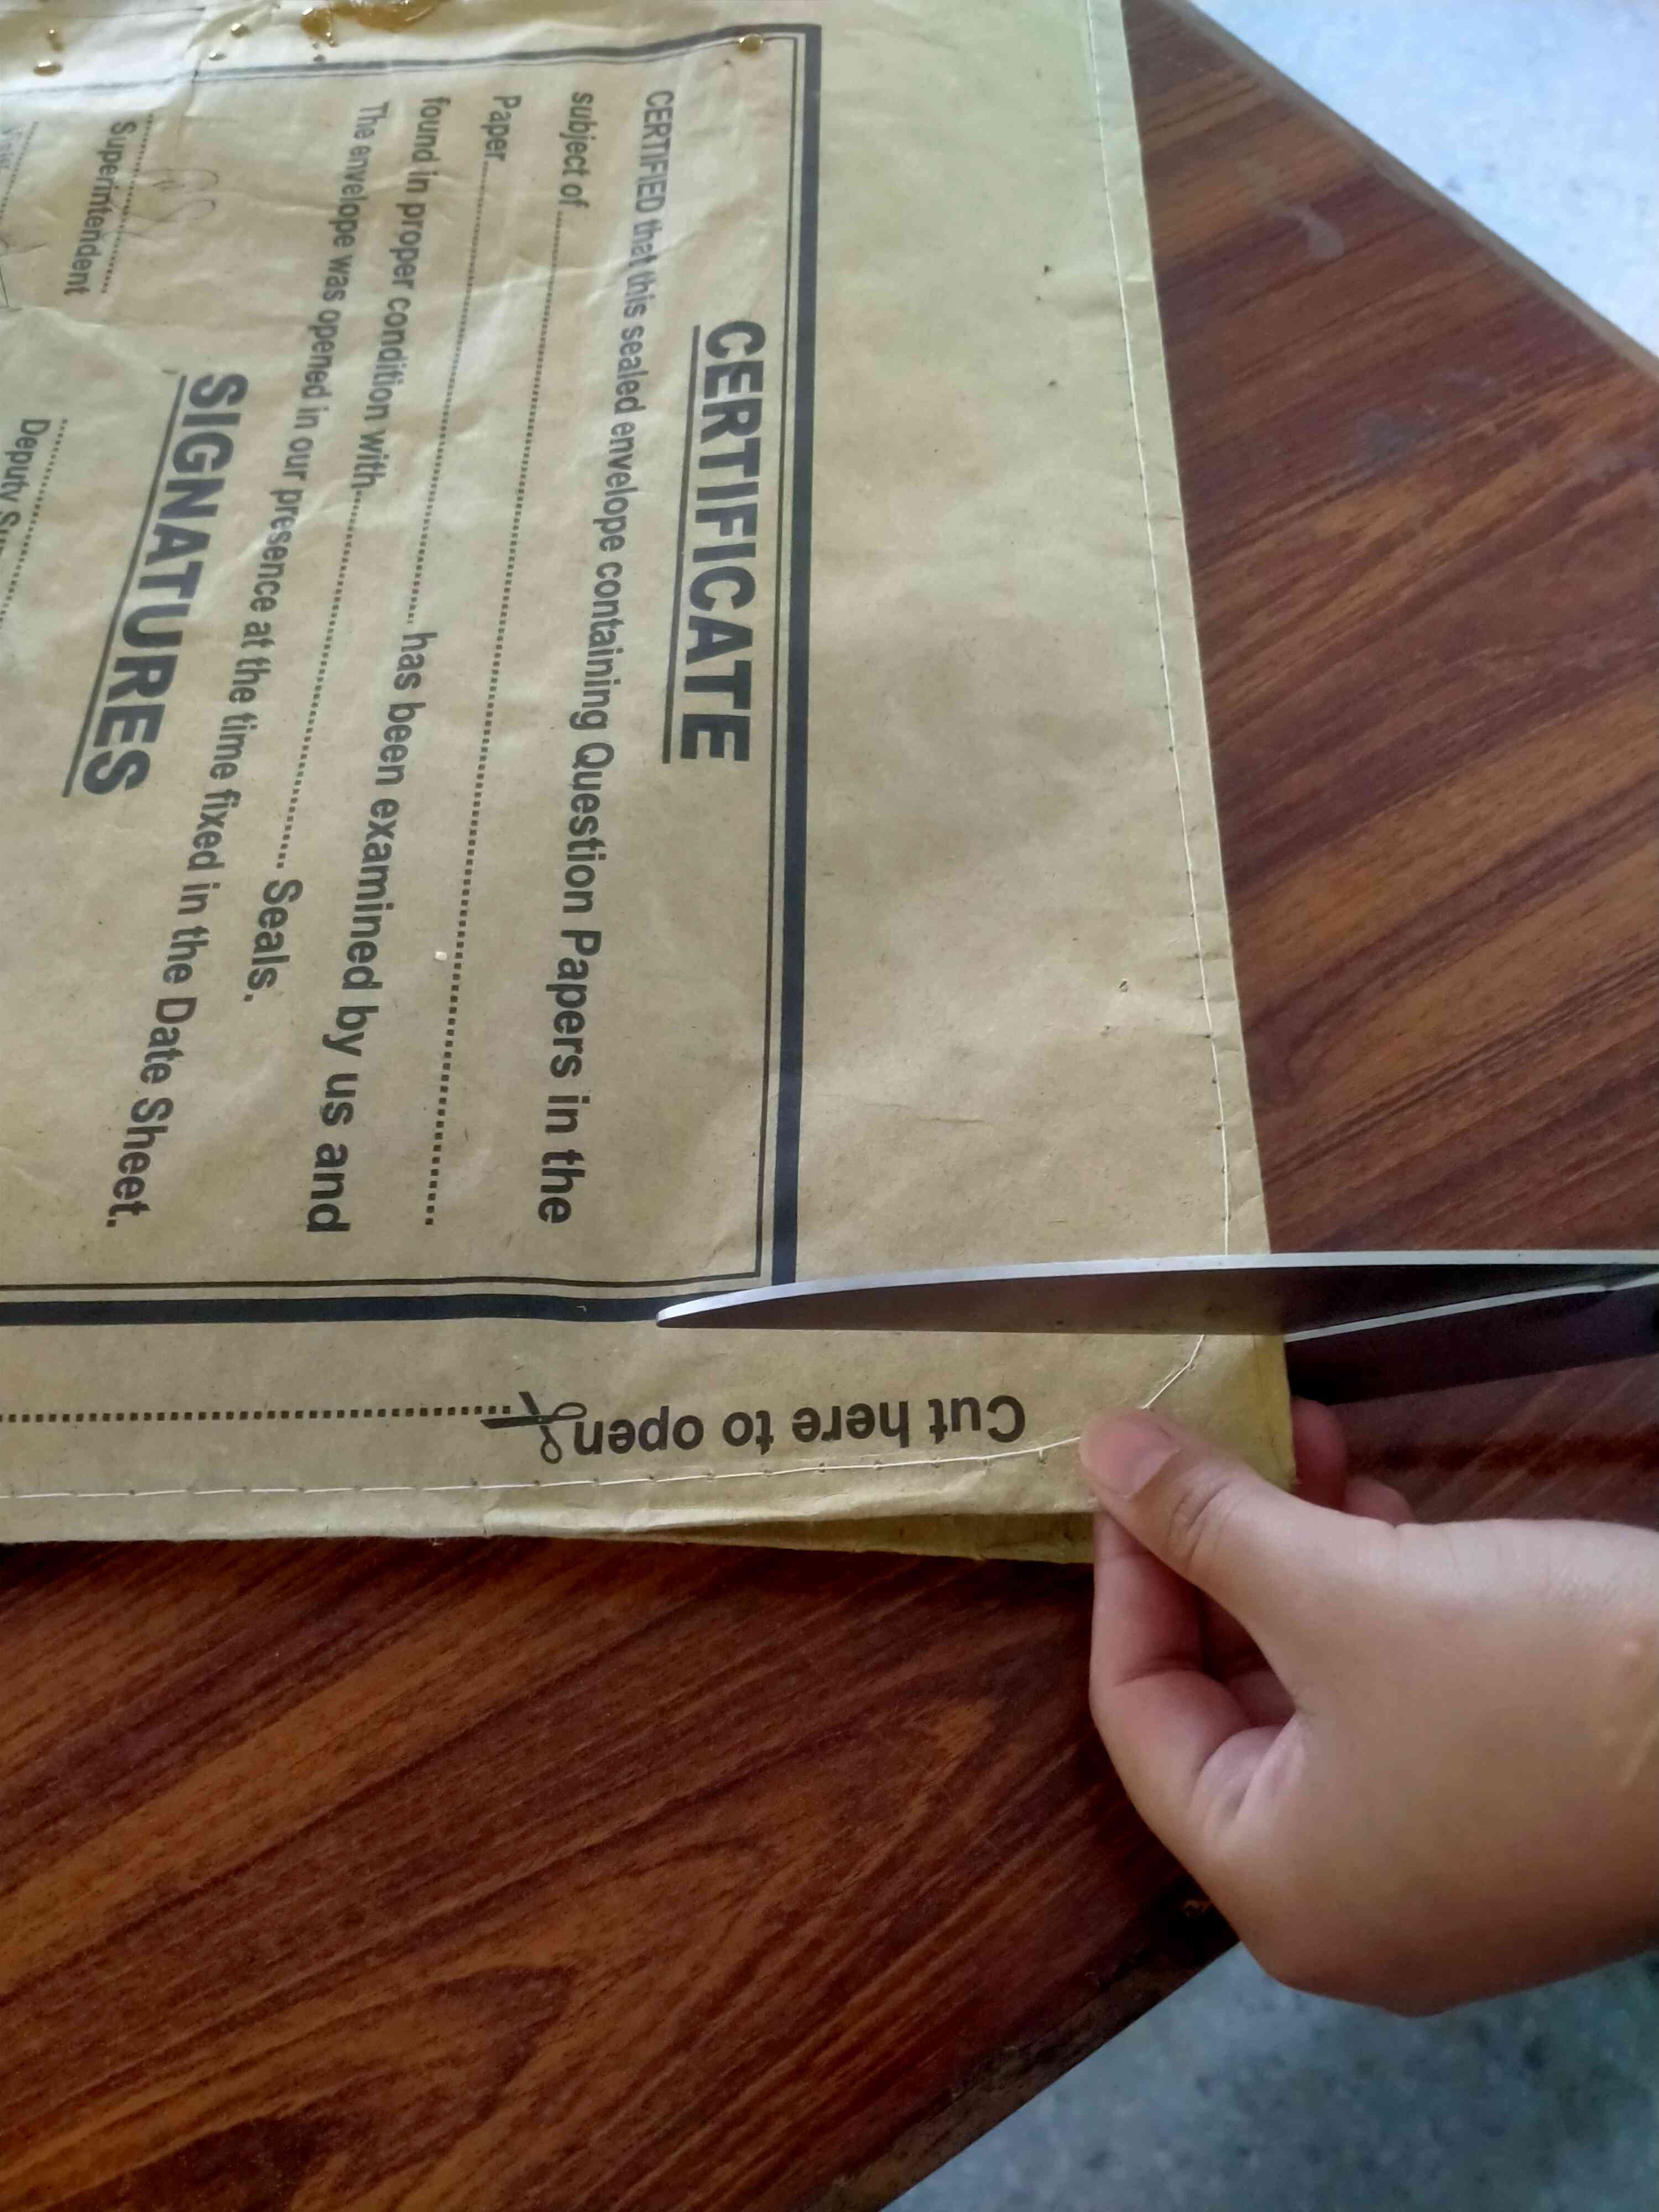 CERTIFICATE
CERTIFIED that this sealed envelope containing Question Papers in the
subject of ............................................................
Paper.................................................................
found in proper condition with........................ Seals.
............ has been examined by us and
The envelope was opened in our presence at the time fixed in the Date Sheet.
SIGNATURES
Superintendent
Deputy
Cut here to open